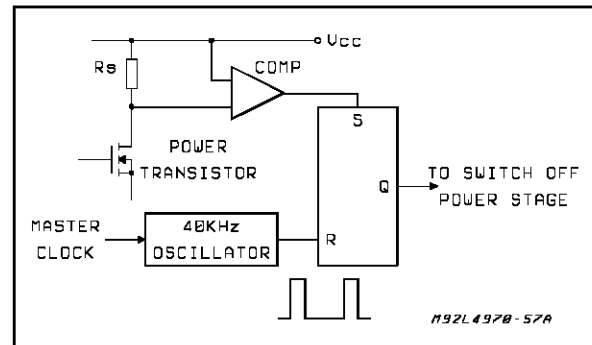 Vcc
Rs
COMP
S
POWER
TRANSISTOR
Q
TO SWITCH OFF
POWER STAGE
MASTER
CLOCK
40KHz
OSCILLATOR
R
M92L4970-57A